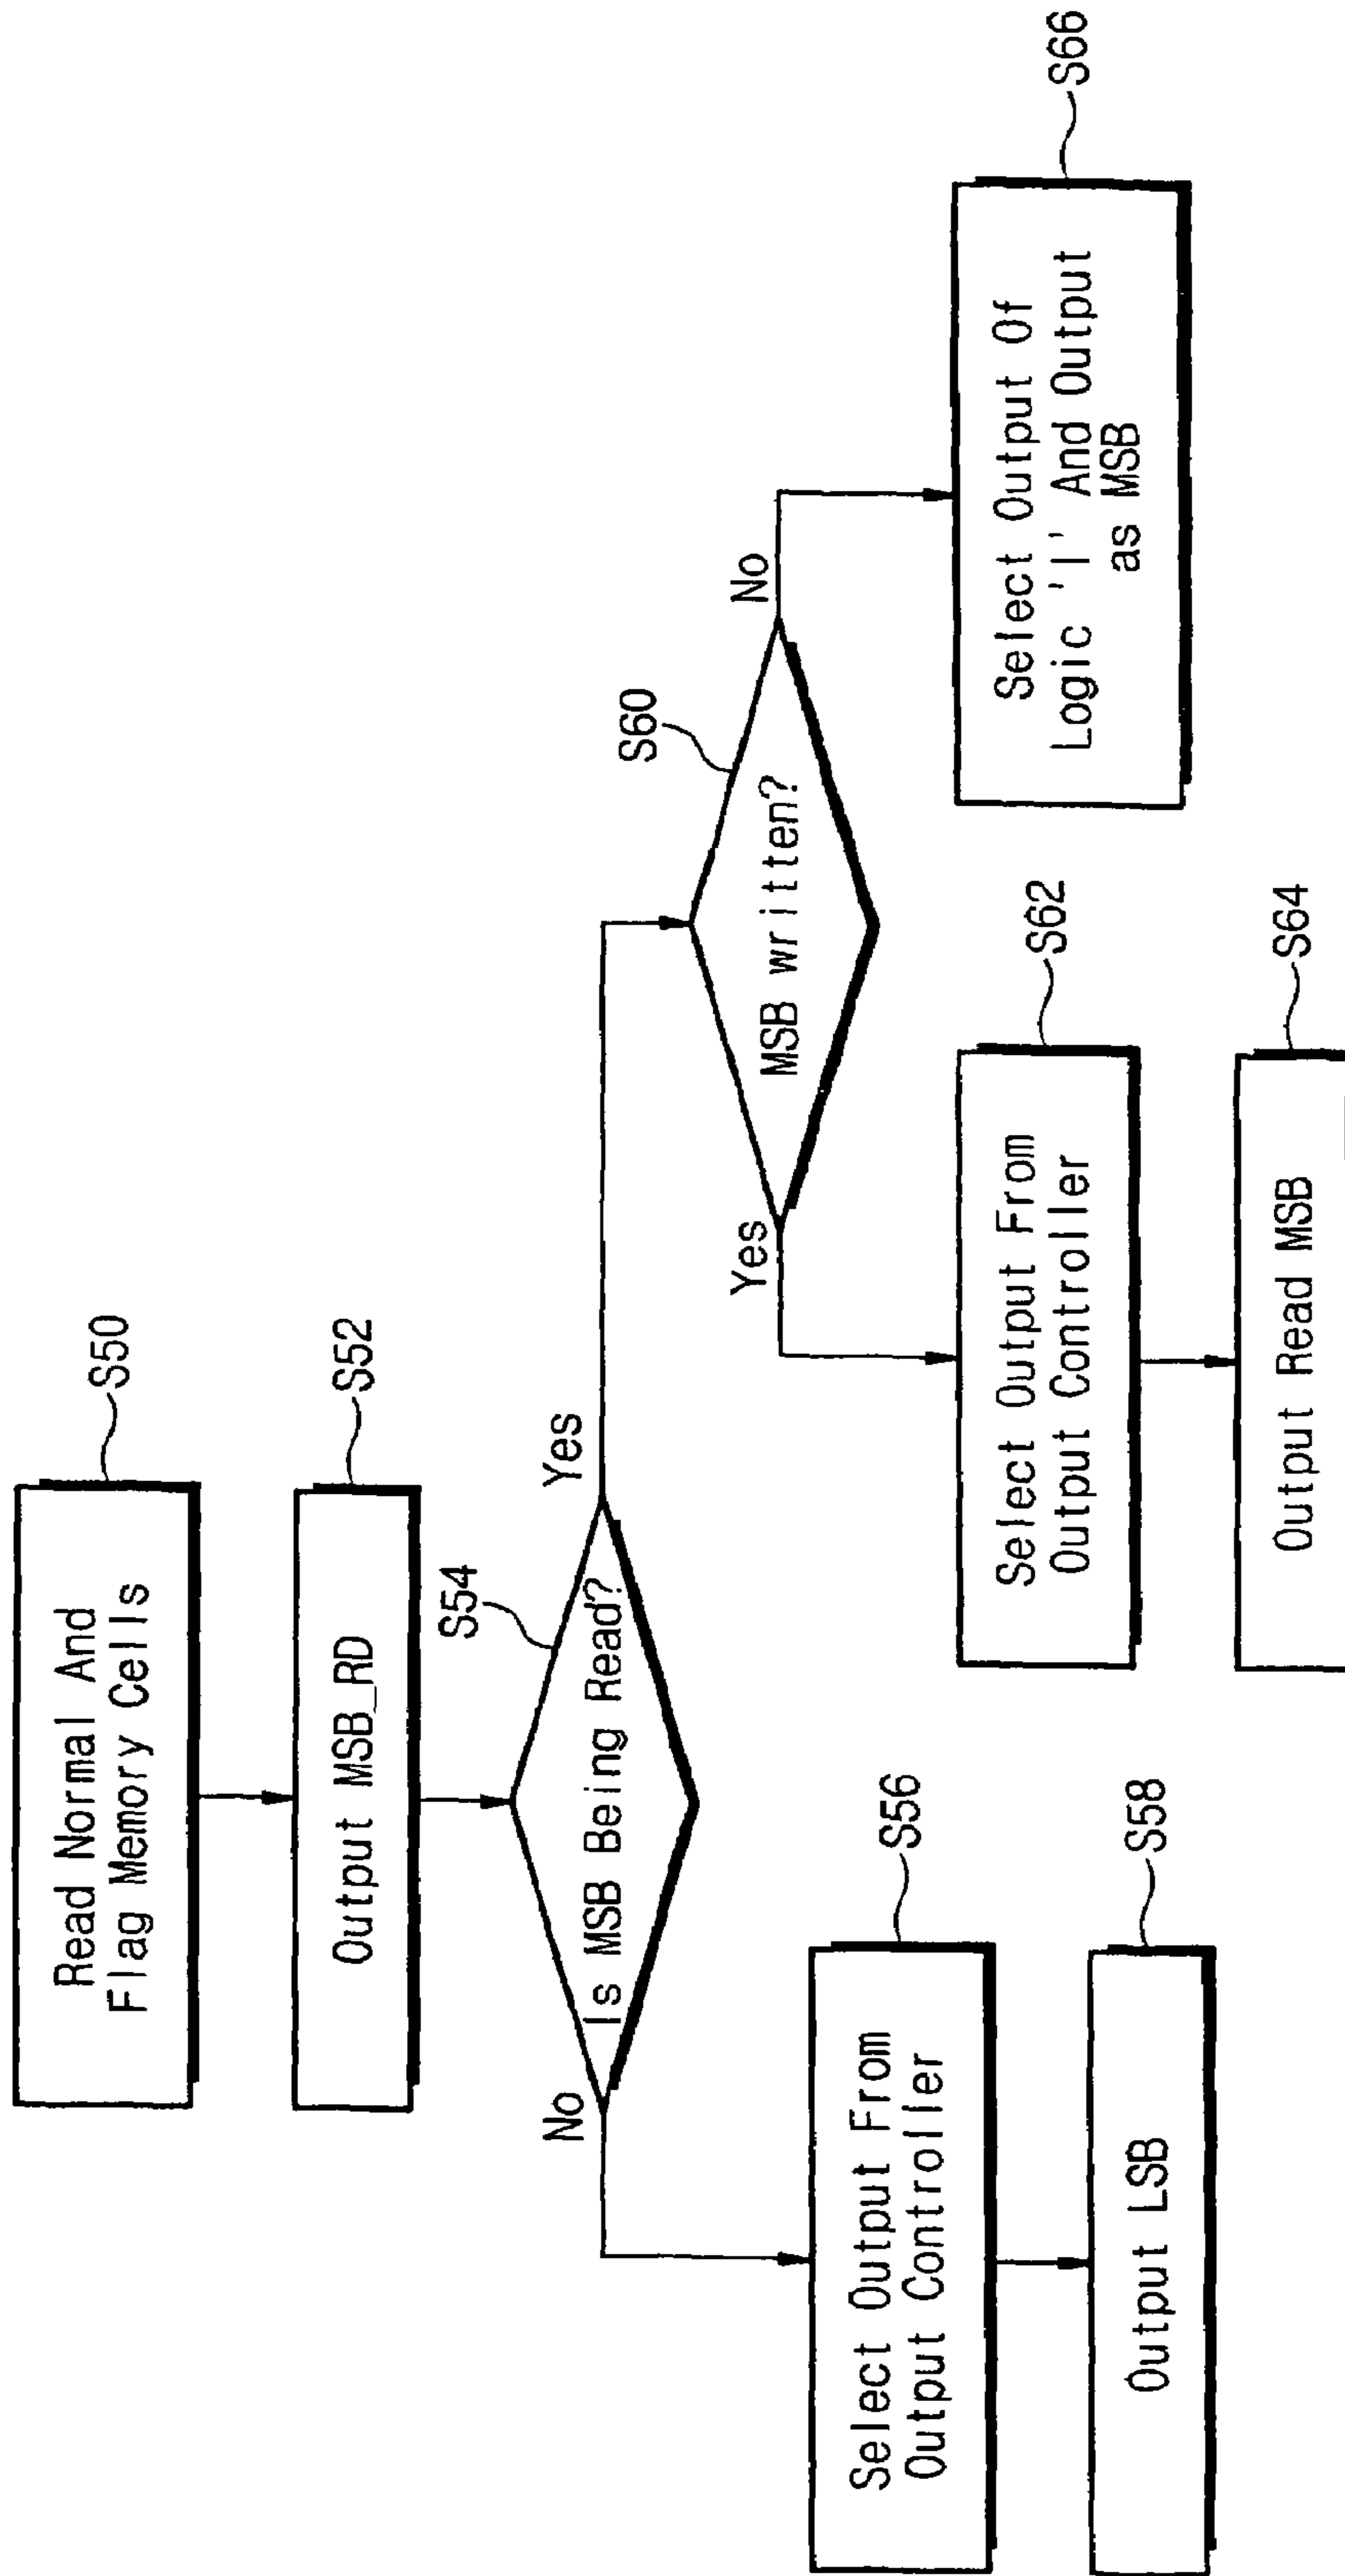 Read Normal And
Flag Memory Cells
S50
Output MSB_RD
S52
Is MSB Being Read?
S54
No
Yes
Select Output From
Output Controller
S56
Output LSB
S58
MSB written?
S60
Yes
No
Select Output From
Output Controller
S62
Output Read MSB
S64
Select Output Of
Logic '1' And Output
as MSB
S66